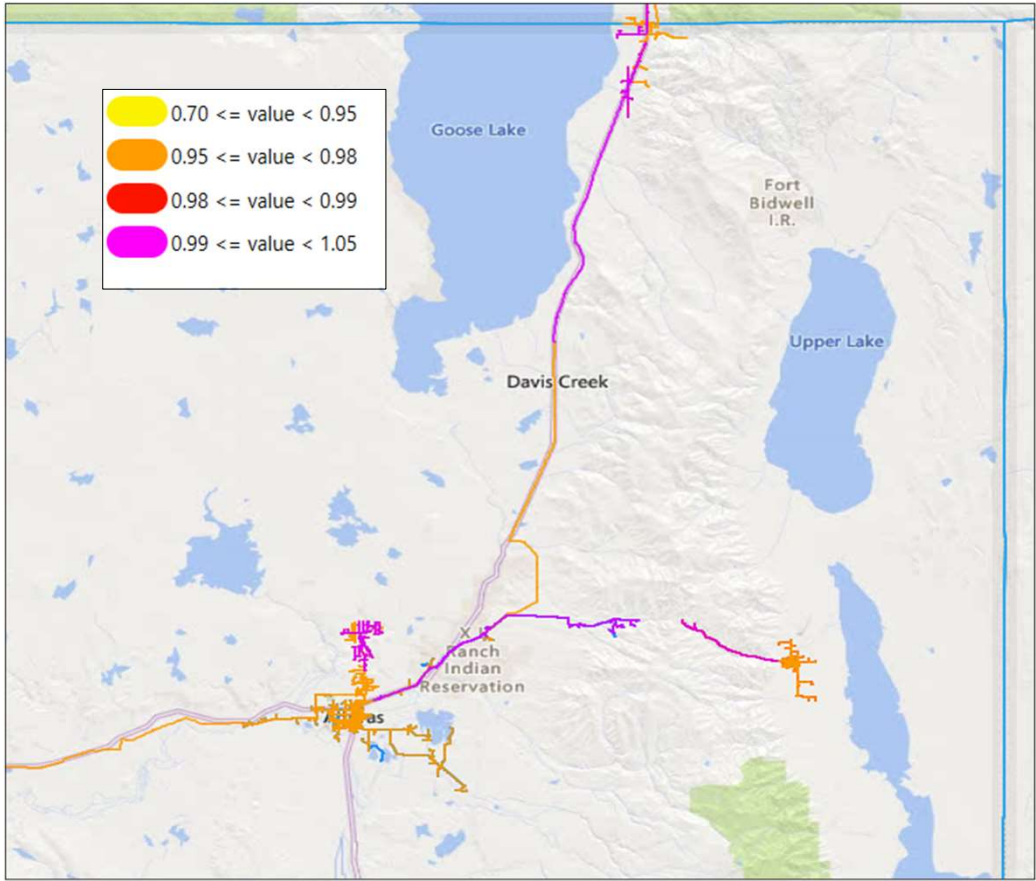 0.70 <= value < 0.95
0.95 <= value < 0.98
0.98 <= value < 0.99
0.99 <= value < 1.05
Goose Lake
Fort
Bidwell
I.R.
Upper Lake
Davis Creek
Ranch
Indian
Reservation